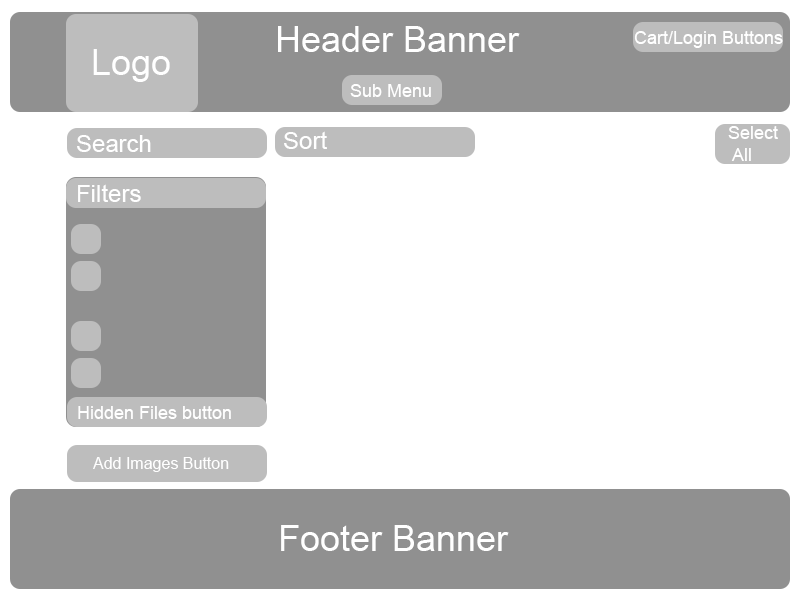 Logo
Header Banner
Cart/Login Buttons
Sub Menu
Search
Sort
Select
All
Filters
Hidden Files button
Add Images Button
Footer Banner